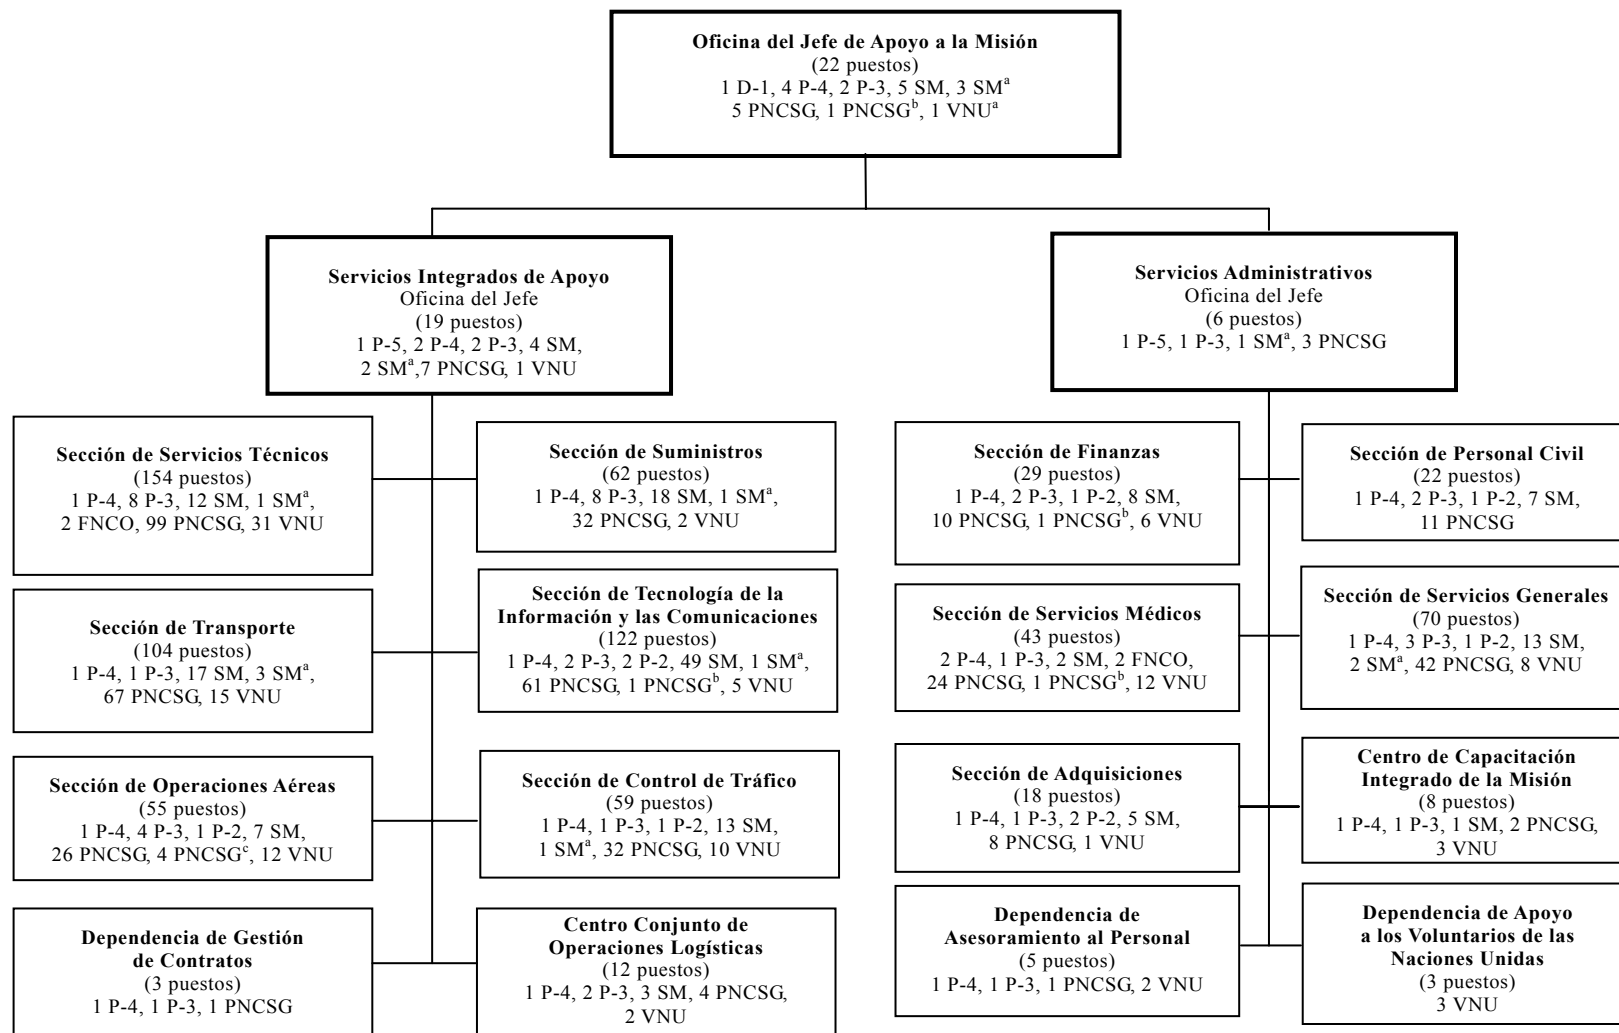 Oficina del Jefe de Apoyo a la Misión
(22 puestos)
1 D-1, 4 P-4, 2 P-3, 5 SM, 3 SMª
5 PNCSG, 1 PNCSGᵇ, 1 VNUª
Servicios Integrados de Apoyo
Oficina del Jefe
(19 puestos)
1 P-5, 2 P-4, 2 P-3, 4 SM,
2 SMª,7 PNCSG, 1 VNU
Servicios Administrativos
Oficina del Jefe
(6 puestos)
1 P-5, 1 P-3, 1 SMª, 3 PNCSG
Sección de Servicios Técnicos
(154 puestos)
1 P-4, 8 P-3, 12 SM, 1 SMª,
2 FNCO, 99 PNCSG, 31 VNU
Sección de Suministros
(62 puestos)
1 P-4, 8 P-3, 18 SM, 1 SMª,
32 PNCSG, 2 VNU
Sección de Finanzas
(29 puestos)
1 P-4, 2 P-3, 1 P-2, 8 SM,
10 PNCSG, 1 PNCSGᵇ, 6 VNU
Sección de Personal Civil
(22 puestos)
1 P-4, 2 P-3, 1 P-2, 7 SM,
11 PNCSG
Sección de Transporte
(104 puestos)
1 P-4, 1 P-3, 17 SM, 3 SMª,
67 PNCSG, 15 VNU
Sección de Tecnología de la
Información y las Comunicaciones
(122 puestos)
1 P-4, 2 P-3, 2 P-2, 49 SM, 1 SMª,
61 PNCSG, 1 PNCSGᵇ, 5 VNU
Sección de Servicios Médicos
(43 puestos)
2 P-4, 1 P-3, 2 SM, 2 FNCO,
24 PNCSG, 1 PNCSGᵇ, 12 VNU
Sección de Servicios Generales
(70 puestos)
1 P-4, 3 P-3, 1 P-2, 13 SM,
2 SMª, 42 PNCSG, 8 VNU
Sección de Operaciones Aéreas
(55 puestos)
1 P-4, 4 P-3, 1 P-2, 7 SM,
26 PNCSG, 4 PNCSGᶜ, 12 VNU
Sección de Control de Tráfico
(59 puestos)
1 P-4, 1 P-3, 1 P-2, 13 SM,
1 SMª, 32 PNCSG, 10 VNU
Sección de Adquisiciones
(18 puestos)
1 P-4, 1 P-3, 2 P-2, 5 SM,
8 PNCSG, 1 VNU
Centro de Capacitación
Integrado de la Misión
(8 puestos)
1 P-4, 1 P-3, 1 SM, 2 PNCSG,
3 VNU
Dependencia de Gestión
de Contratos
(3 puestos)
1 P-4, 1 P-3, 1 PNCSG
Centro Conjunto de
Operaciones Logísticas
(12 puestos)
1 P-4, 2 P-3, 3 SM, 4 PNCSG,
2 VNU
Dependencia de
Asesoramiento al Personal
(5 puestos)
1 P-4, 1 P-3, 1 PNCSG, 2 VNU
Dependencia de Apoyo
a los Voluntarios de las
Naciones Unidas
(3 puestos)
3 VNU